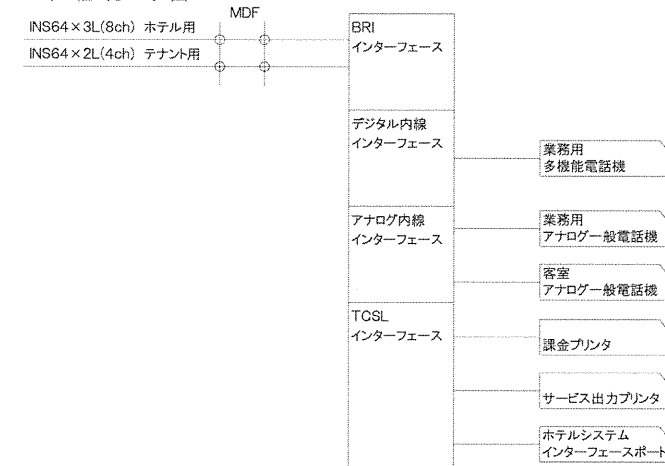 MDF
INS64×3L(8ch) ホテル用
INS64×2L(4ch) テナント用
BRI
インターフェース
デジタル内線
インターフェース
業務用
多機能電話機
アナログ内線
インターフェース
業務用
アナログ一般電話機
客室
アナログ一般電話機
TCSL
インターフェース
課金プリンタ
サービス出力プリンタ
ホテルシステム
インターフェースポート